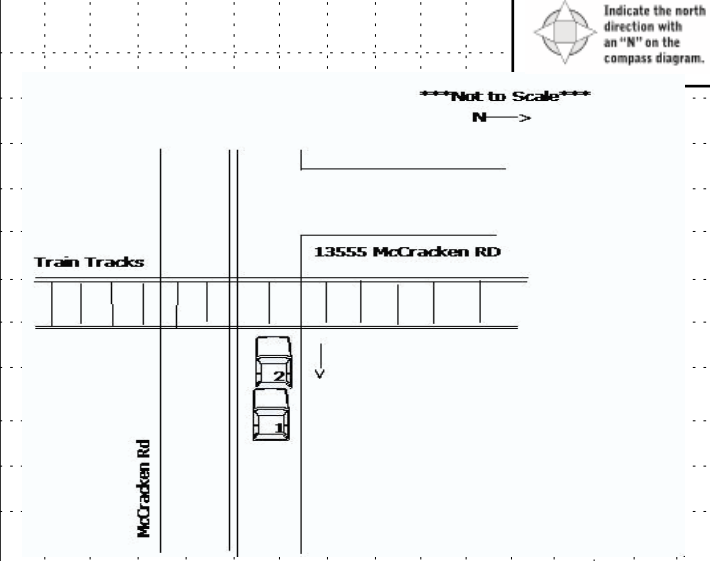 Indicate the north
direction with
an "N" on the
compass diagram.
***Not to Scale***
N
13555 McCracken RD
Train Tracks
2
1
McCracken Rd